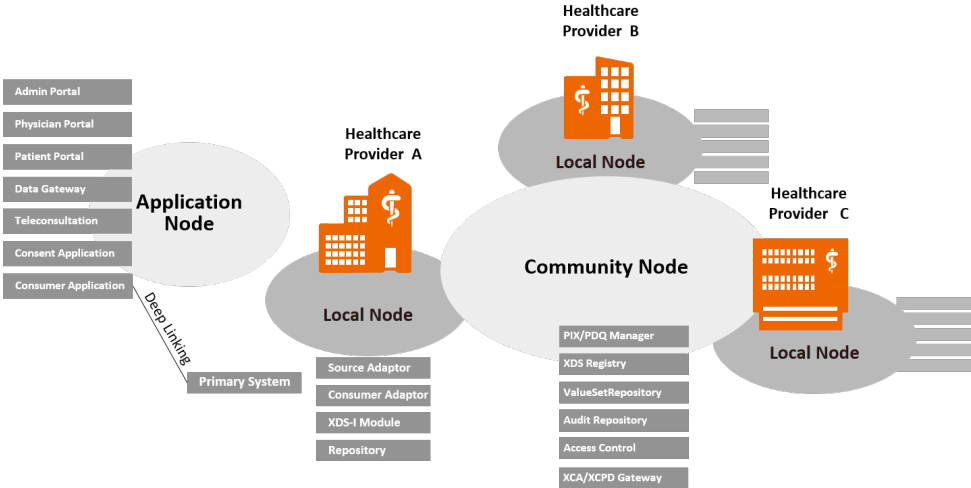 Healthcare
Provider B
Admin Portal
Physician Portal
Patient Portal
Data Gateway
Teleconsultation
Consent Application
Consumer Application
Application
Node
Deep Linking
Primary System
Healthcare
Provider A
Local Node
Source Adaptor
Consumer Adaptor
XDS-I Module
Repository
Local Node
Community Node
PIX/PDQ Manager
XDS Registry
ValueSetRepository
Audit Repository
Access Control
XCA/XCPD Gateway
Healthcare
Provider C
Local Node